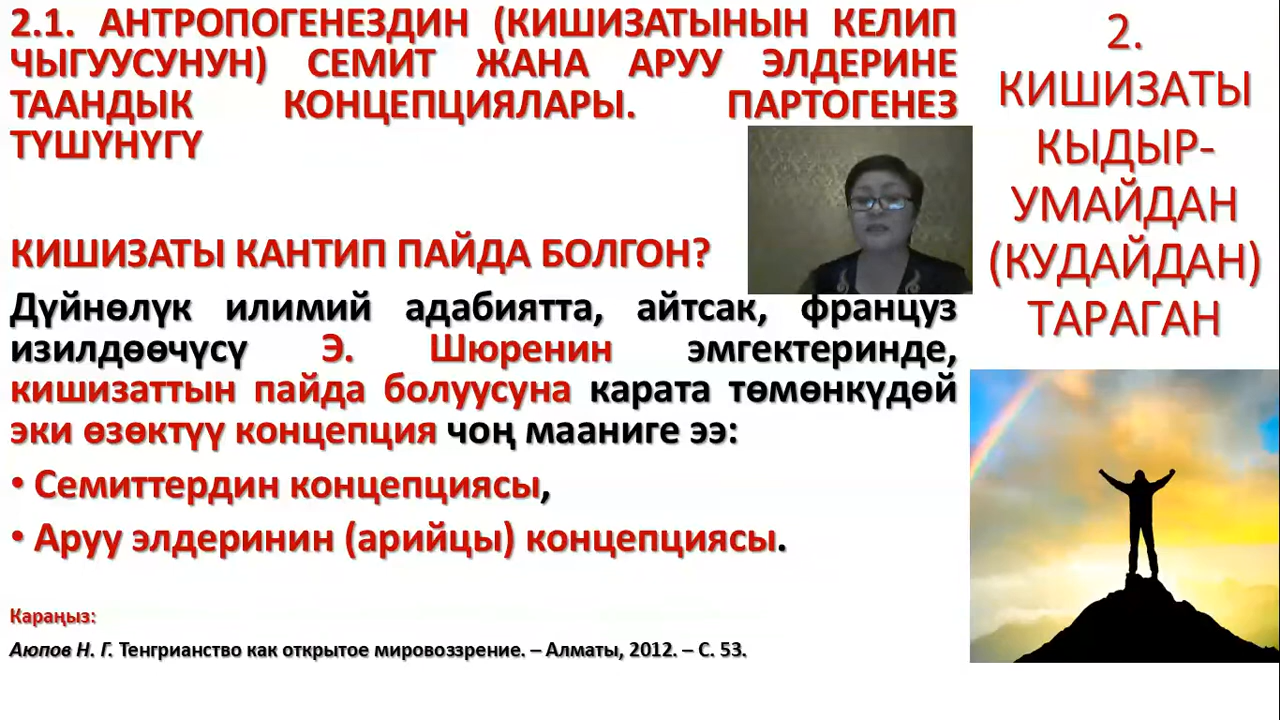 2.1. АНТРОПОГЕНЕЗДИН (КИШИЗАТЫНЫН КЕЛИП
ЧЫГУУСУНУН) СЕМИТ ЖАНА АРУУ ЭЛДЕРИНЕ
ТААНДЫК КОНЦЕПЦИЯЛАРЫ. ПАРТОГЕНЕЗ
ТҮШҮНҮГҮ
КИШИЗАТЫ КАНТИП ПАЙДА БОЛГОН?
Дүйнөлүк илимий адабиятта, айтсак, француз
изилдөөчүсү Э. Шюренин эмгектеринде,
кишизаттын пайда болуусуна карата төмөнкүдөй
эки өзөктүү концепция чоң мааниге ээ:
• Семиттердин концепциясы,
• Аруу элдеринин (арийцы) концепциясы.
Караңыз:
Аюпов Н. Г. Тенгрианство как открытое мировоззрение. – Алматы, 2012. – С. 53.
2.
КИШИЗАТЫ
КЫДЫР-
УМАЙДАН
(КУДАЙДАН)
ТАРАГАН